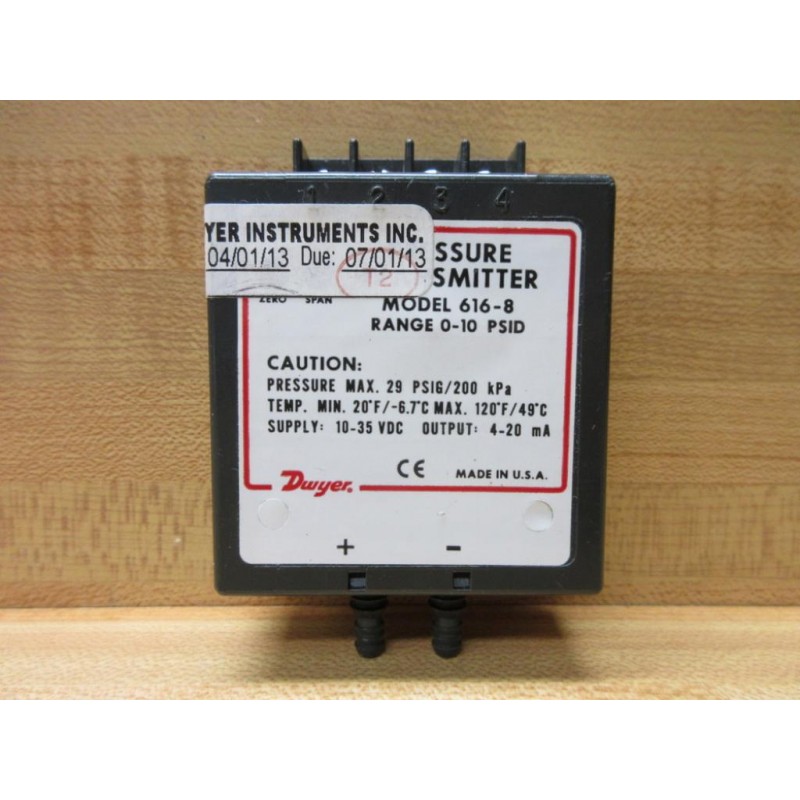 1 2 3 4
YER INSTRUMENTS INC.
04/01/13 Due: 07/01/13
12
SSURE
SMITTER
ZERO SPAN
MODEL 616-8
RANGE 0-10 PSID
CAUTION:
PRESSURE MAX. 29 PSIG/200 kPa
TEMP. MIN. 20°F/-6.7°C MAX. 120°F/49°C
SUPPLY: 10-35 VDC OUTPUT: 4-20 mA
Dwyer. CE MADE IN U.S.A.
+ -